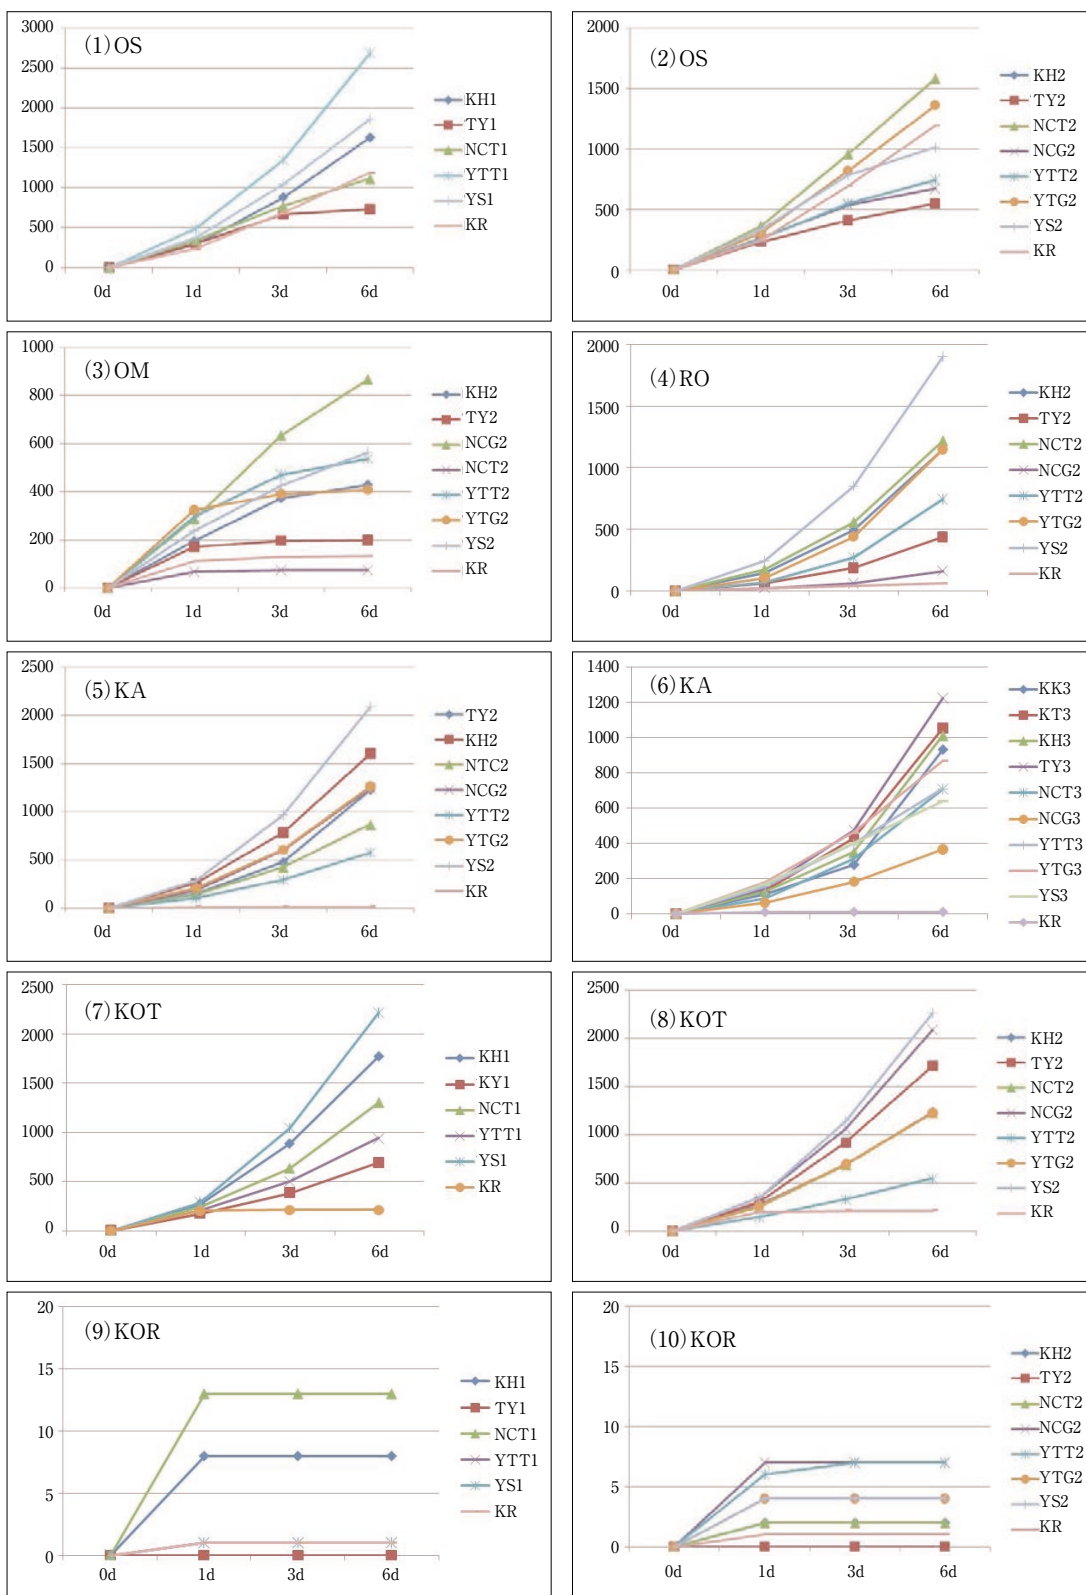 (1)OS
3000
2500
2000
1500
1000
500
0
0d 1d 3d 6d
KH1
TY1
NCT1
YTT1
YS1
KR
(2)OS
2000
1500
1000
500
0
0d 1d 3d 6d
KH2
TY2
NCT2
NCG2
YTT2
YTG2
YS2
KR
(3)OM
1000
800
600
400
200
0
0d 1d 3d 6d
KH2
TY2
NCG2
NCT2
YTT2
YTG2
YS2
KR
(4)RO
2000
1500
1000
500
0
0d 1d 3d 6d
KH2
TY2
NCT2
NCG2
YTT2
YTG2
YS2
KR
(5)KA
2500
2000
1500
1000
500
0
0d 1d 3d 6d
TY2
KH2
NTC2
NCG2
YTT2
YTG2
YS2
KR
(6)KA
1400
1200
1000
800
600
400
200
0
0d 1d 3d 6d
KK3
KT3
KH3
TY3
NCT3
NCG3
YTT3
YTG3
YS3
KR
(7)KOT
2500
2000
1500
1000
500
0
0d 1d 3d 6d
KH1
KY1
NCT1
YTT1
YS1
KR
(8)KOT
2500
2000
1500
1000
500
0
0d 1d 3d 6d
KH2
TY2
NCT2
NCG2
YTT2
YTG2
YS2
KR
(9)KOR
20
15
10
5
0
0d 1d 3d 6d
KH1
TY1
NCT1
YTT1
YS1
KR
(10)KOR
20
15
10
5
0
0d 1d 3d 6d
KH2
TY2
NCT2
NCG2
YTT2
YTG2
YS2
KR